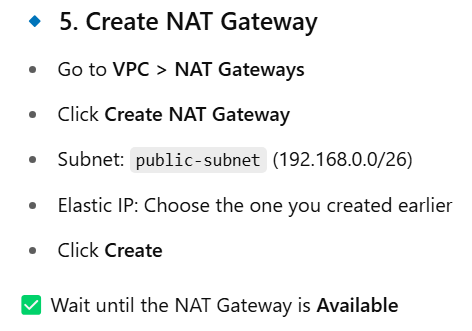 5. Create NAT Gateway
Go to VPC > NAT Gateways
Click Create NAT Gateway
Subnet: public-subnet (192.168.0.0/26)
Elastic IP: Choose the one you created earlier
Click Create
Wait until the NAT Gateway is Available